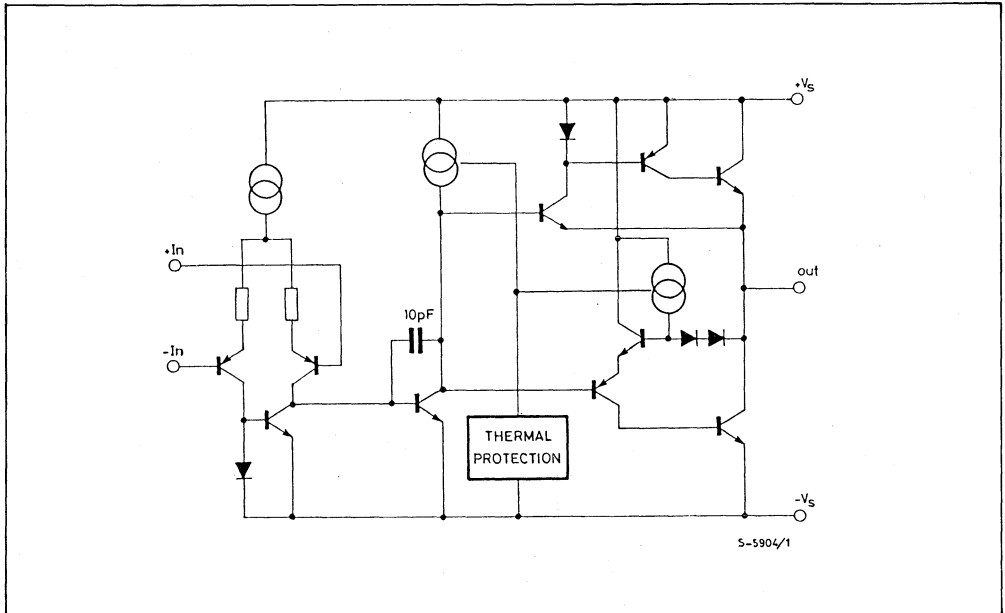 +Vs
+In
out
10pF
-In
THERMAL
PROTECTION
-Vs
S-5904/1